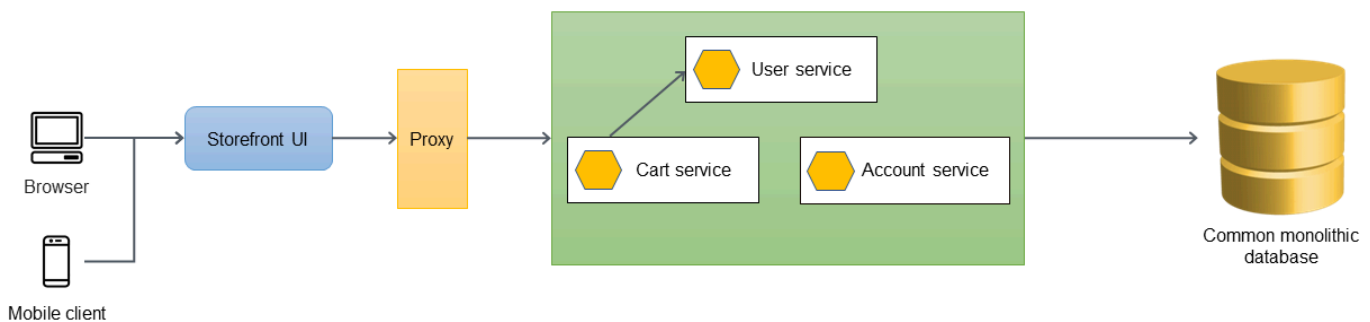 Browser
Mobile client
Storefront UI
Proxy
User service
Cart service
Account service
Common monolithic
database